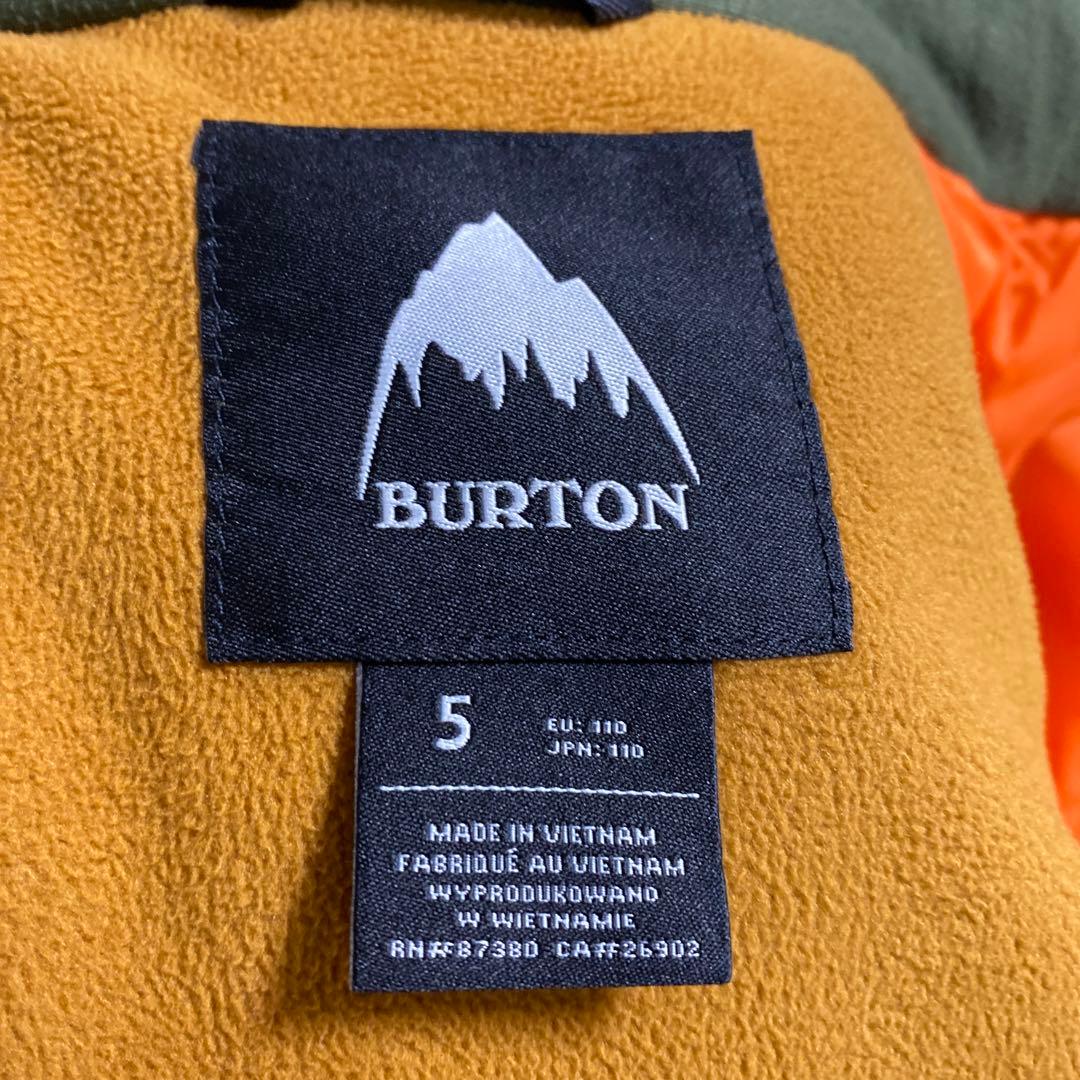 BURTON
5
EU: 110
JPN: 110
MADE IN VIETNAM
FABRIQUÉ AU VIETNAM
WYPRODUKOWANO
W WIETNAMIE
RN#87380 CA#26902